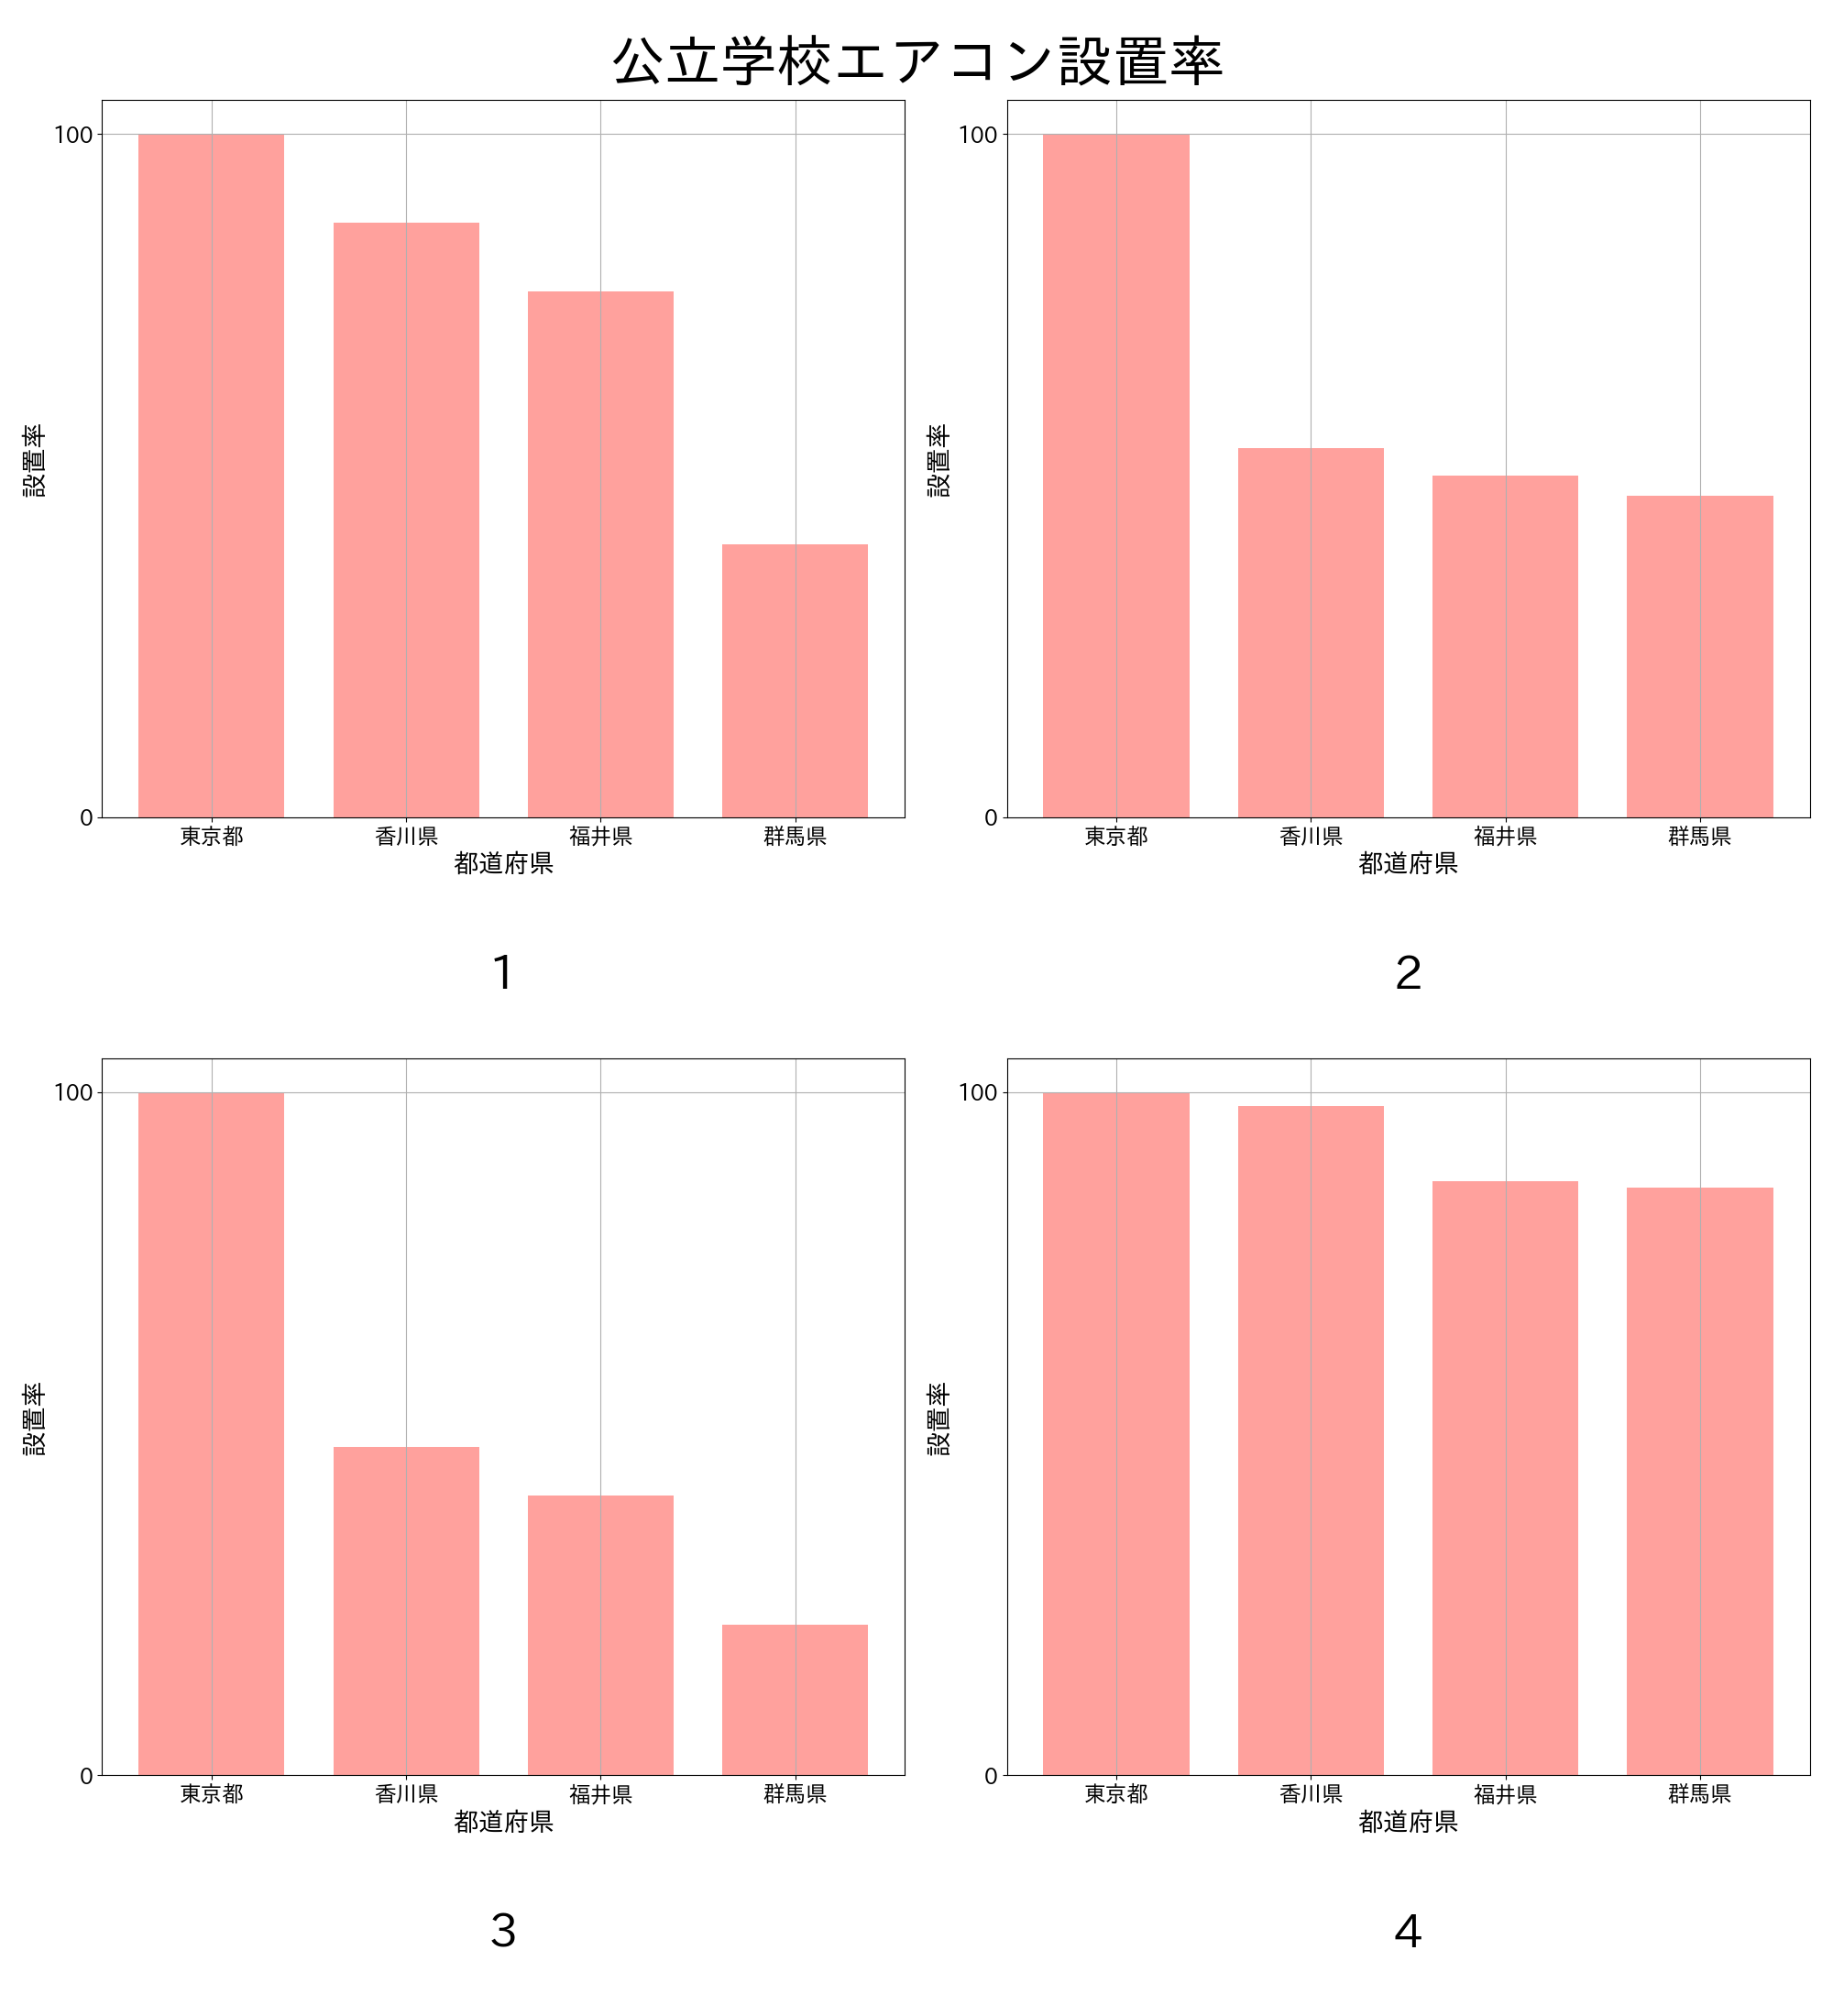 公立学校エアコン設置率
100
設置率
0
東京都 香川県 福井県 群馬県
都道府県
1
100
設置率
0
東京都 香川県 福井県 群馬県
都道府県
2
100
設置率
0
東京都 香川県 福井県 群馬県
都道府県
3
100
設置率
0
東京都 香川県 福井県 群馬県
都道府県
4